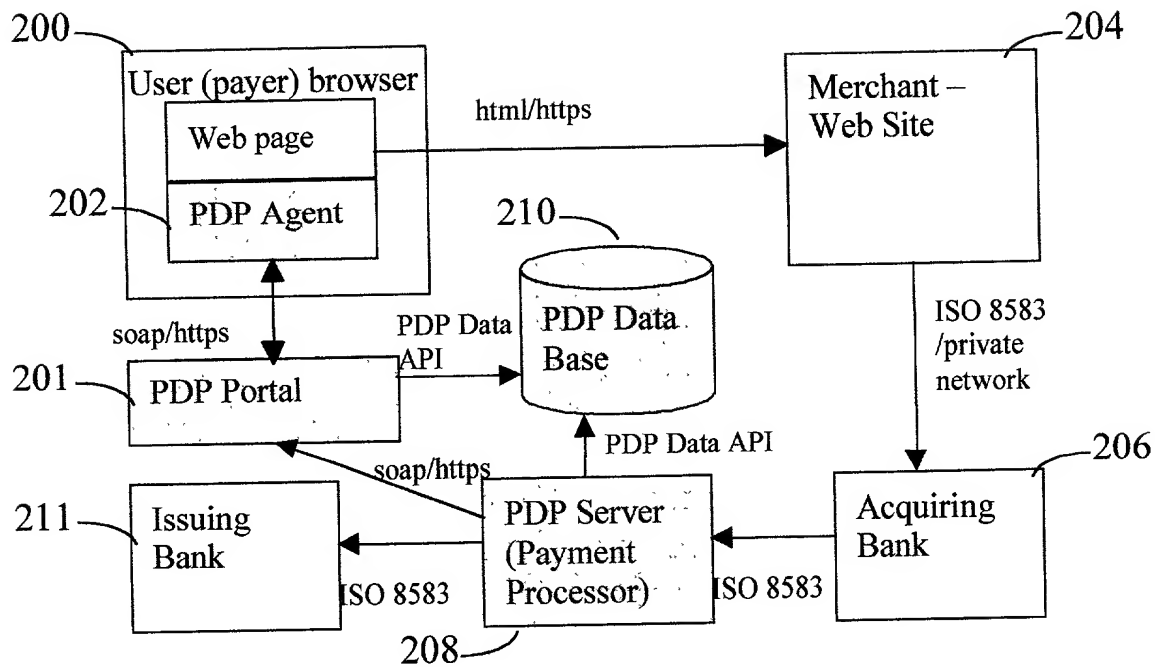 200
204
User (payer) browser
Merchant –
Web Site
html/https
Web page
202
PDP Agent
210
soap/https
PDP Data
API
PDP Data
Base
ISO 8583
/private
network
201
PDP Portal
PDP Data API
soap/https
206
211
Issuing
Bank
PDP Server
(Payment
Processor)
Acquiring
Bank
ISO 8583
ISO 8583
208